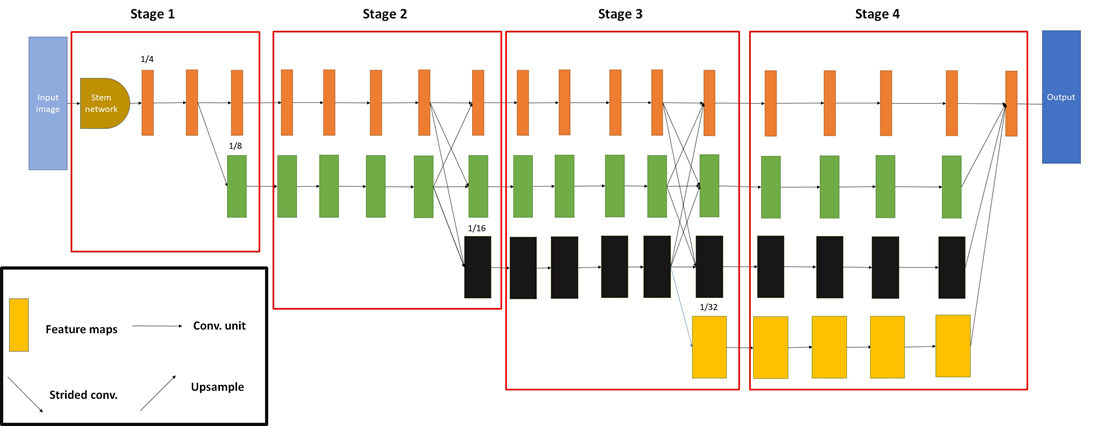 Stage 1
Stage 2
Stage 3
Stage 4
Input
image
Stem
network
1/4
1/8
1/16
1/32
Output
Feature maps
Conv. unit
Strided conv.
Upsample